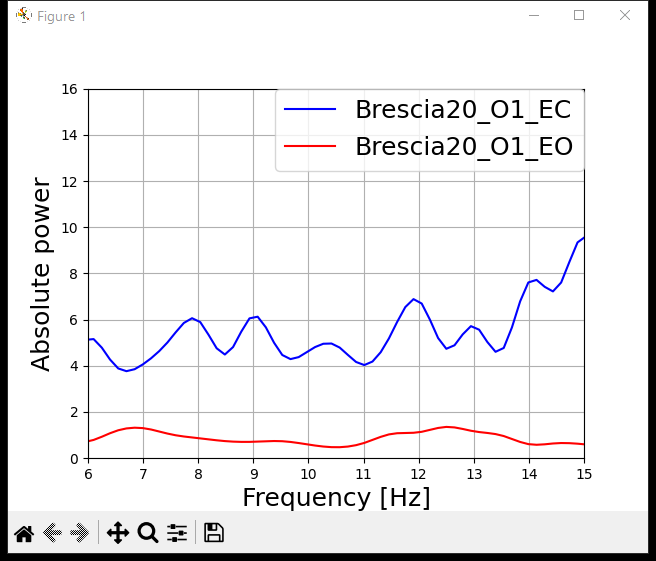 Figure 1
Brescia20_O1_EC
Brescia20_O1_EO
Absolute power
16
14
12
10
8
6
4
2
0
6 7 8 9 10 11 12 13 14 15
Frequency [Hz]